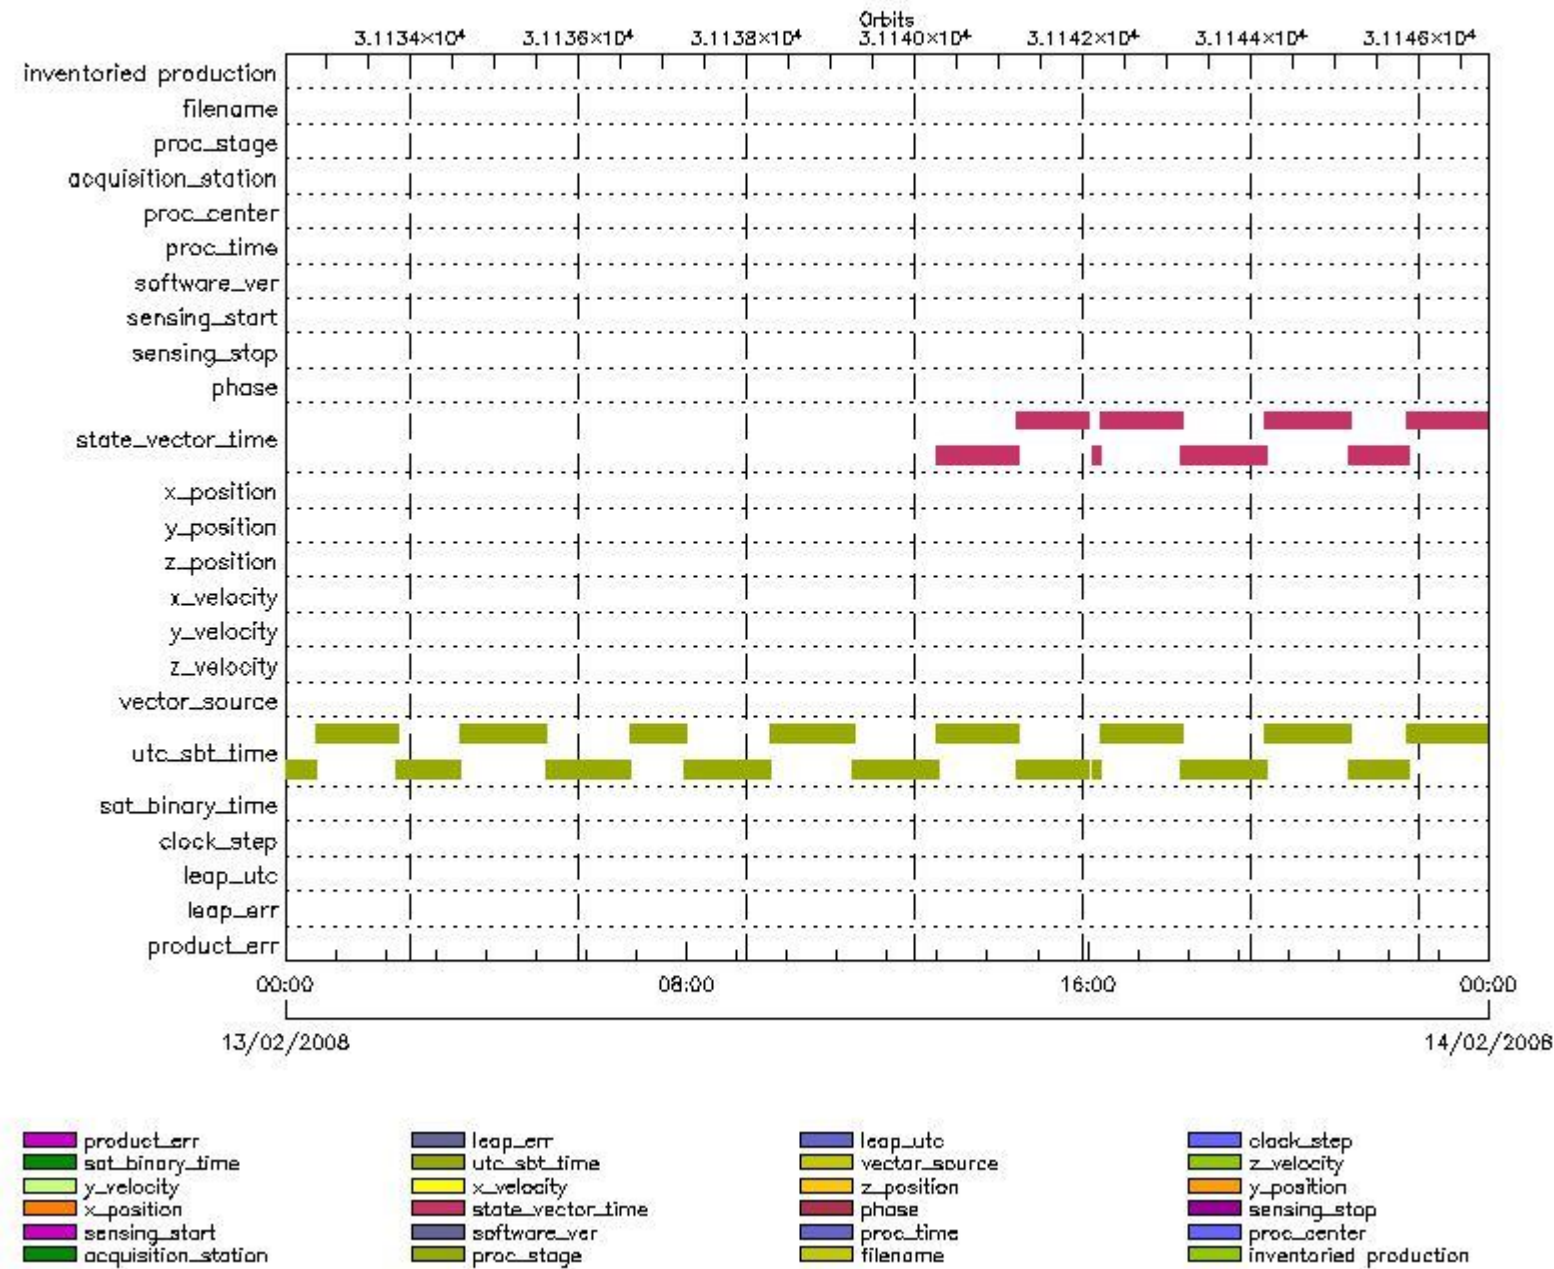 Orbits
3.1134×10⁴ 3.1136×10⁴ 3.1138×10⁴ 3.1140×10⁴ 3.1142×10⁴ 3.1144×10⁴ 3.1146×10⁴
inventoried production
filename
proc_stage
acquisition_station
proc_center
proc_time
software_ver
sensing_start
sensing_stop
phase
state_vector_time
x_position
y_position
z_position
x_velocity
y_velocity
z_velocity
vector_source
utc_sbt_time
sat_binary_time
clock_step
leap_utc
leap_err
product_err
00:00 08:00 16:00 00:00
13/02/2008 14/02/2008
product_err leap_err leap_utc clock_step
sat_binary_time utc_sbt_time vector_source z_velocity
y_velocity x_velocity z_position y_position
x_position state_vector_time phase sensing_stop
sensing_start software_ver proc_time proc_center
acquisition_station proc_stage filename inventoried production